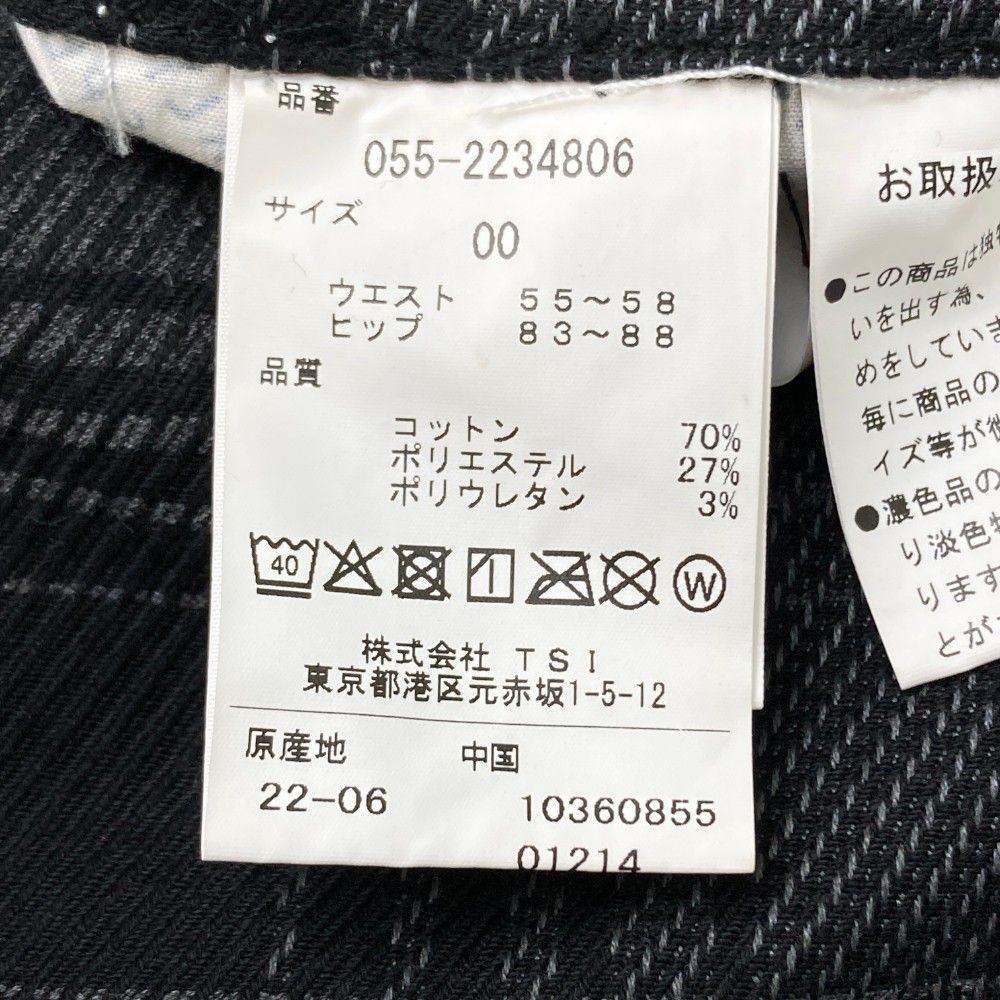 品番
055-2234806
サイズ
00
ウエスト 55～58
ヒップ 83～88
品質
コットン 70%
ポリエステル 27%
ポリウレタン 3%
40
W
株式会社 TSI
東京都港区元赤坂1-5-12
原産地 中国
22-06 10360855
01214
お取扱
●この商品は独特
いを出す為、
めをしていま
毎に商品の
ィズ等が微
●濃色品の
り淡色物
ります
とが